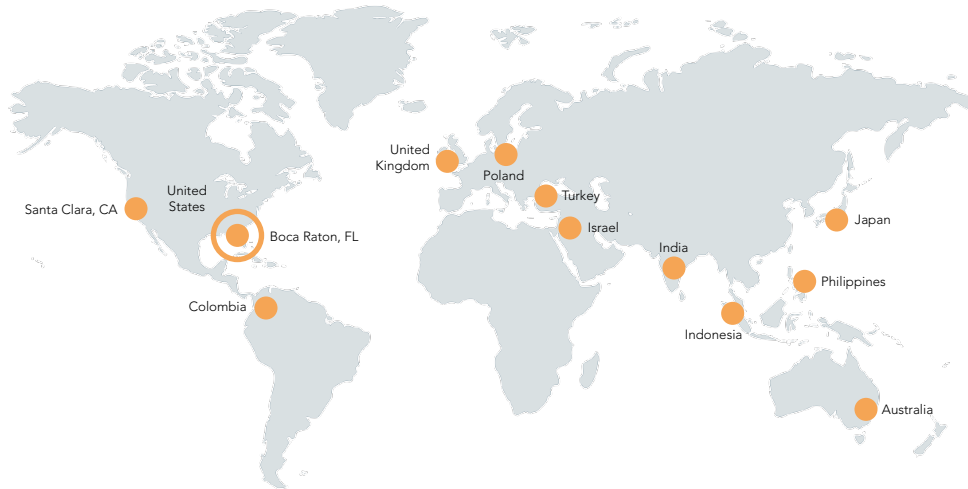 United
Kingdom
Poland
United
States
Turkey
Santa Clara, CA
Japan
Israel
Boca Raton, FL
India
Philippines
Colombia
Indonesia
Australia